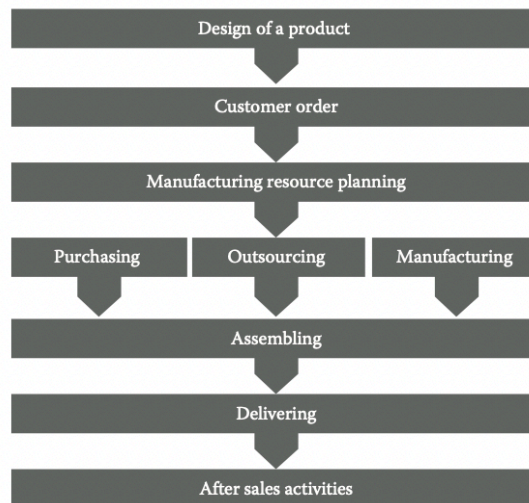 Design of a product
Customer order
Manufacturing resource planning
Purchasing
Outsourcing
Manufacturing
Assembling
Delivering
After sales activities